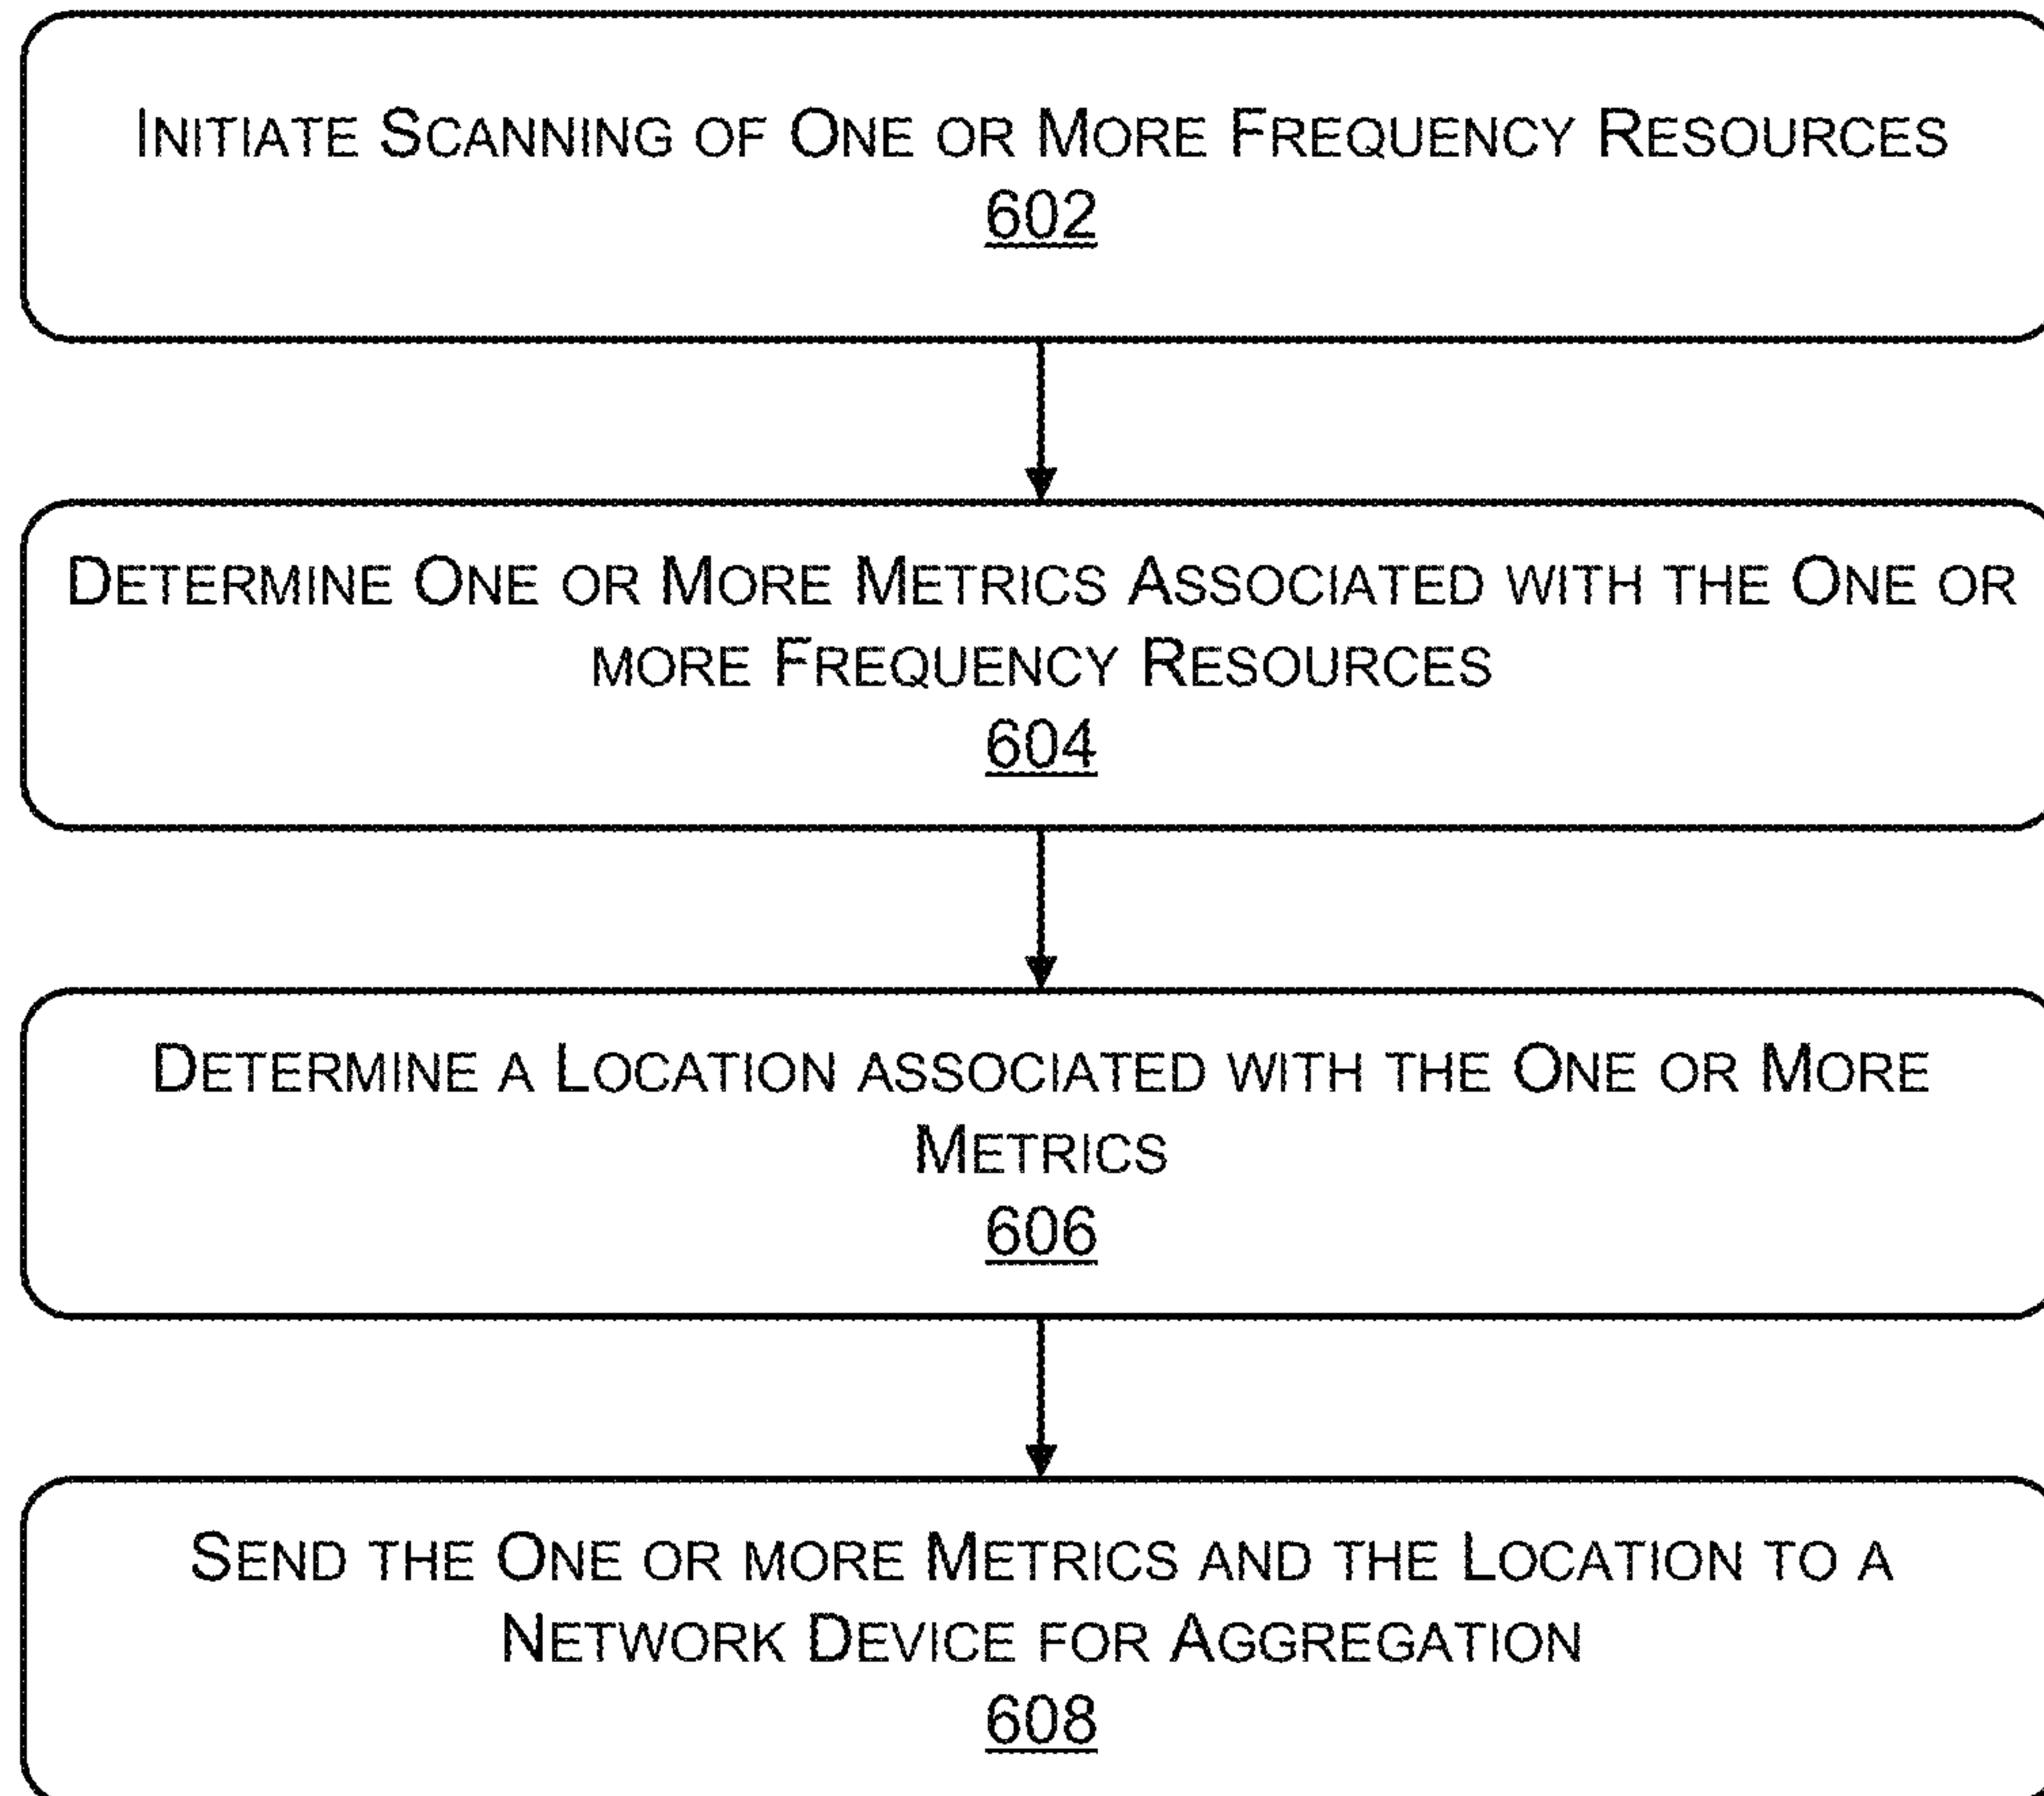 INITIATE SCANNING OF ONE OR MORE FREQUENCY RESOURCES
602
DETERMINE ONE OR MORE METRICS ASSOCIATED WITH THE ONE OR
MORE FREQUENCY RESOURCES
604
DETERMINE A LOCATION ASSOCIATED WITH THE ONE OR MORE
METRICS
606
SEND THE ONE OR MORE METRICS AND THE LOCATION TO A
NETWORK DEVICE FOR AGGREGATION
608